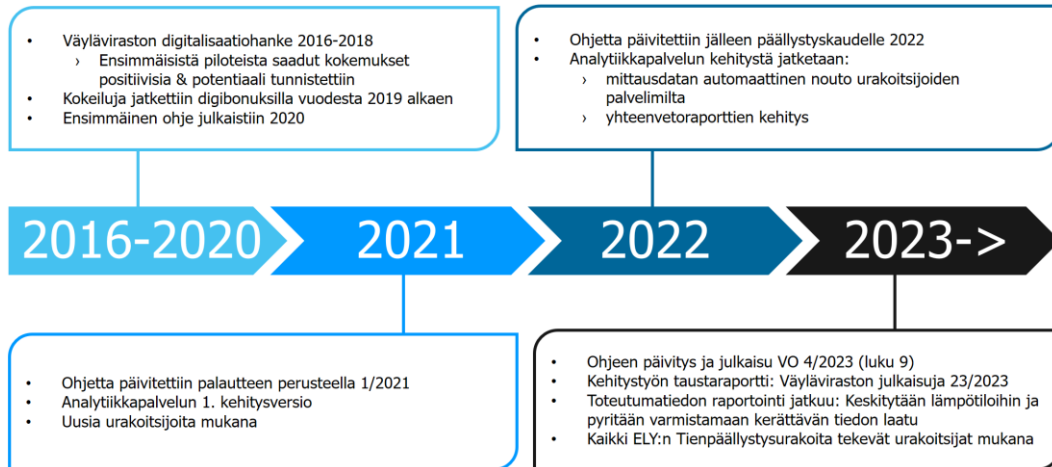 • Väyläviraston digitalisaatiohanke 2016-2018
› Ensimmäisistä piloteista saadut kokemukset
positiivisia & potentiaali tunnistettiin
• Kokeiluja jatkettiin digibonuksilla vuodesta 2019 alkaen
• Ensimmäinen ohje julkaistiin 2020
• Ohjetta päivitettiin jälleen päällystyskaudelle 2022
• Analytiikkapalvelun kehitystä jatketaan:
› mittausdatan automaattinen nouto urakoitsijoiden
palvelimilta
› yhteenvetoraporttien kehitys
2016-2020
2021
2022
2023->
• Ohjetta päivitettiin palautteen perusteella 1/2021
• Analytiikkapalvelun 1. kehitysversio
• Uusia urakoitsijoita mukana
• Ohjeen päivitys ja julkaisu VO 4/2023 (luku 9)
• Kehitystyön taustaraportti: Väyläviraston julkaisuja 23/2023
• Toteutumatiedon raportointi jatkuu: Keskitytään lämpötiloihin ja
pyritään varmistamaan kerättävän tiedon laatu
• Kaikki ELY:n Tienpäällystysurakoita tekevät urakoitsijat mukana